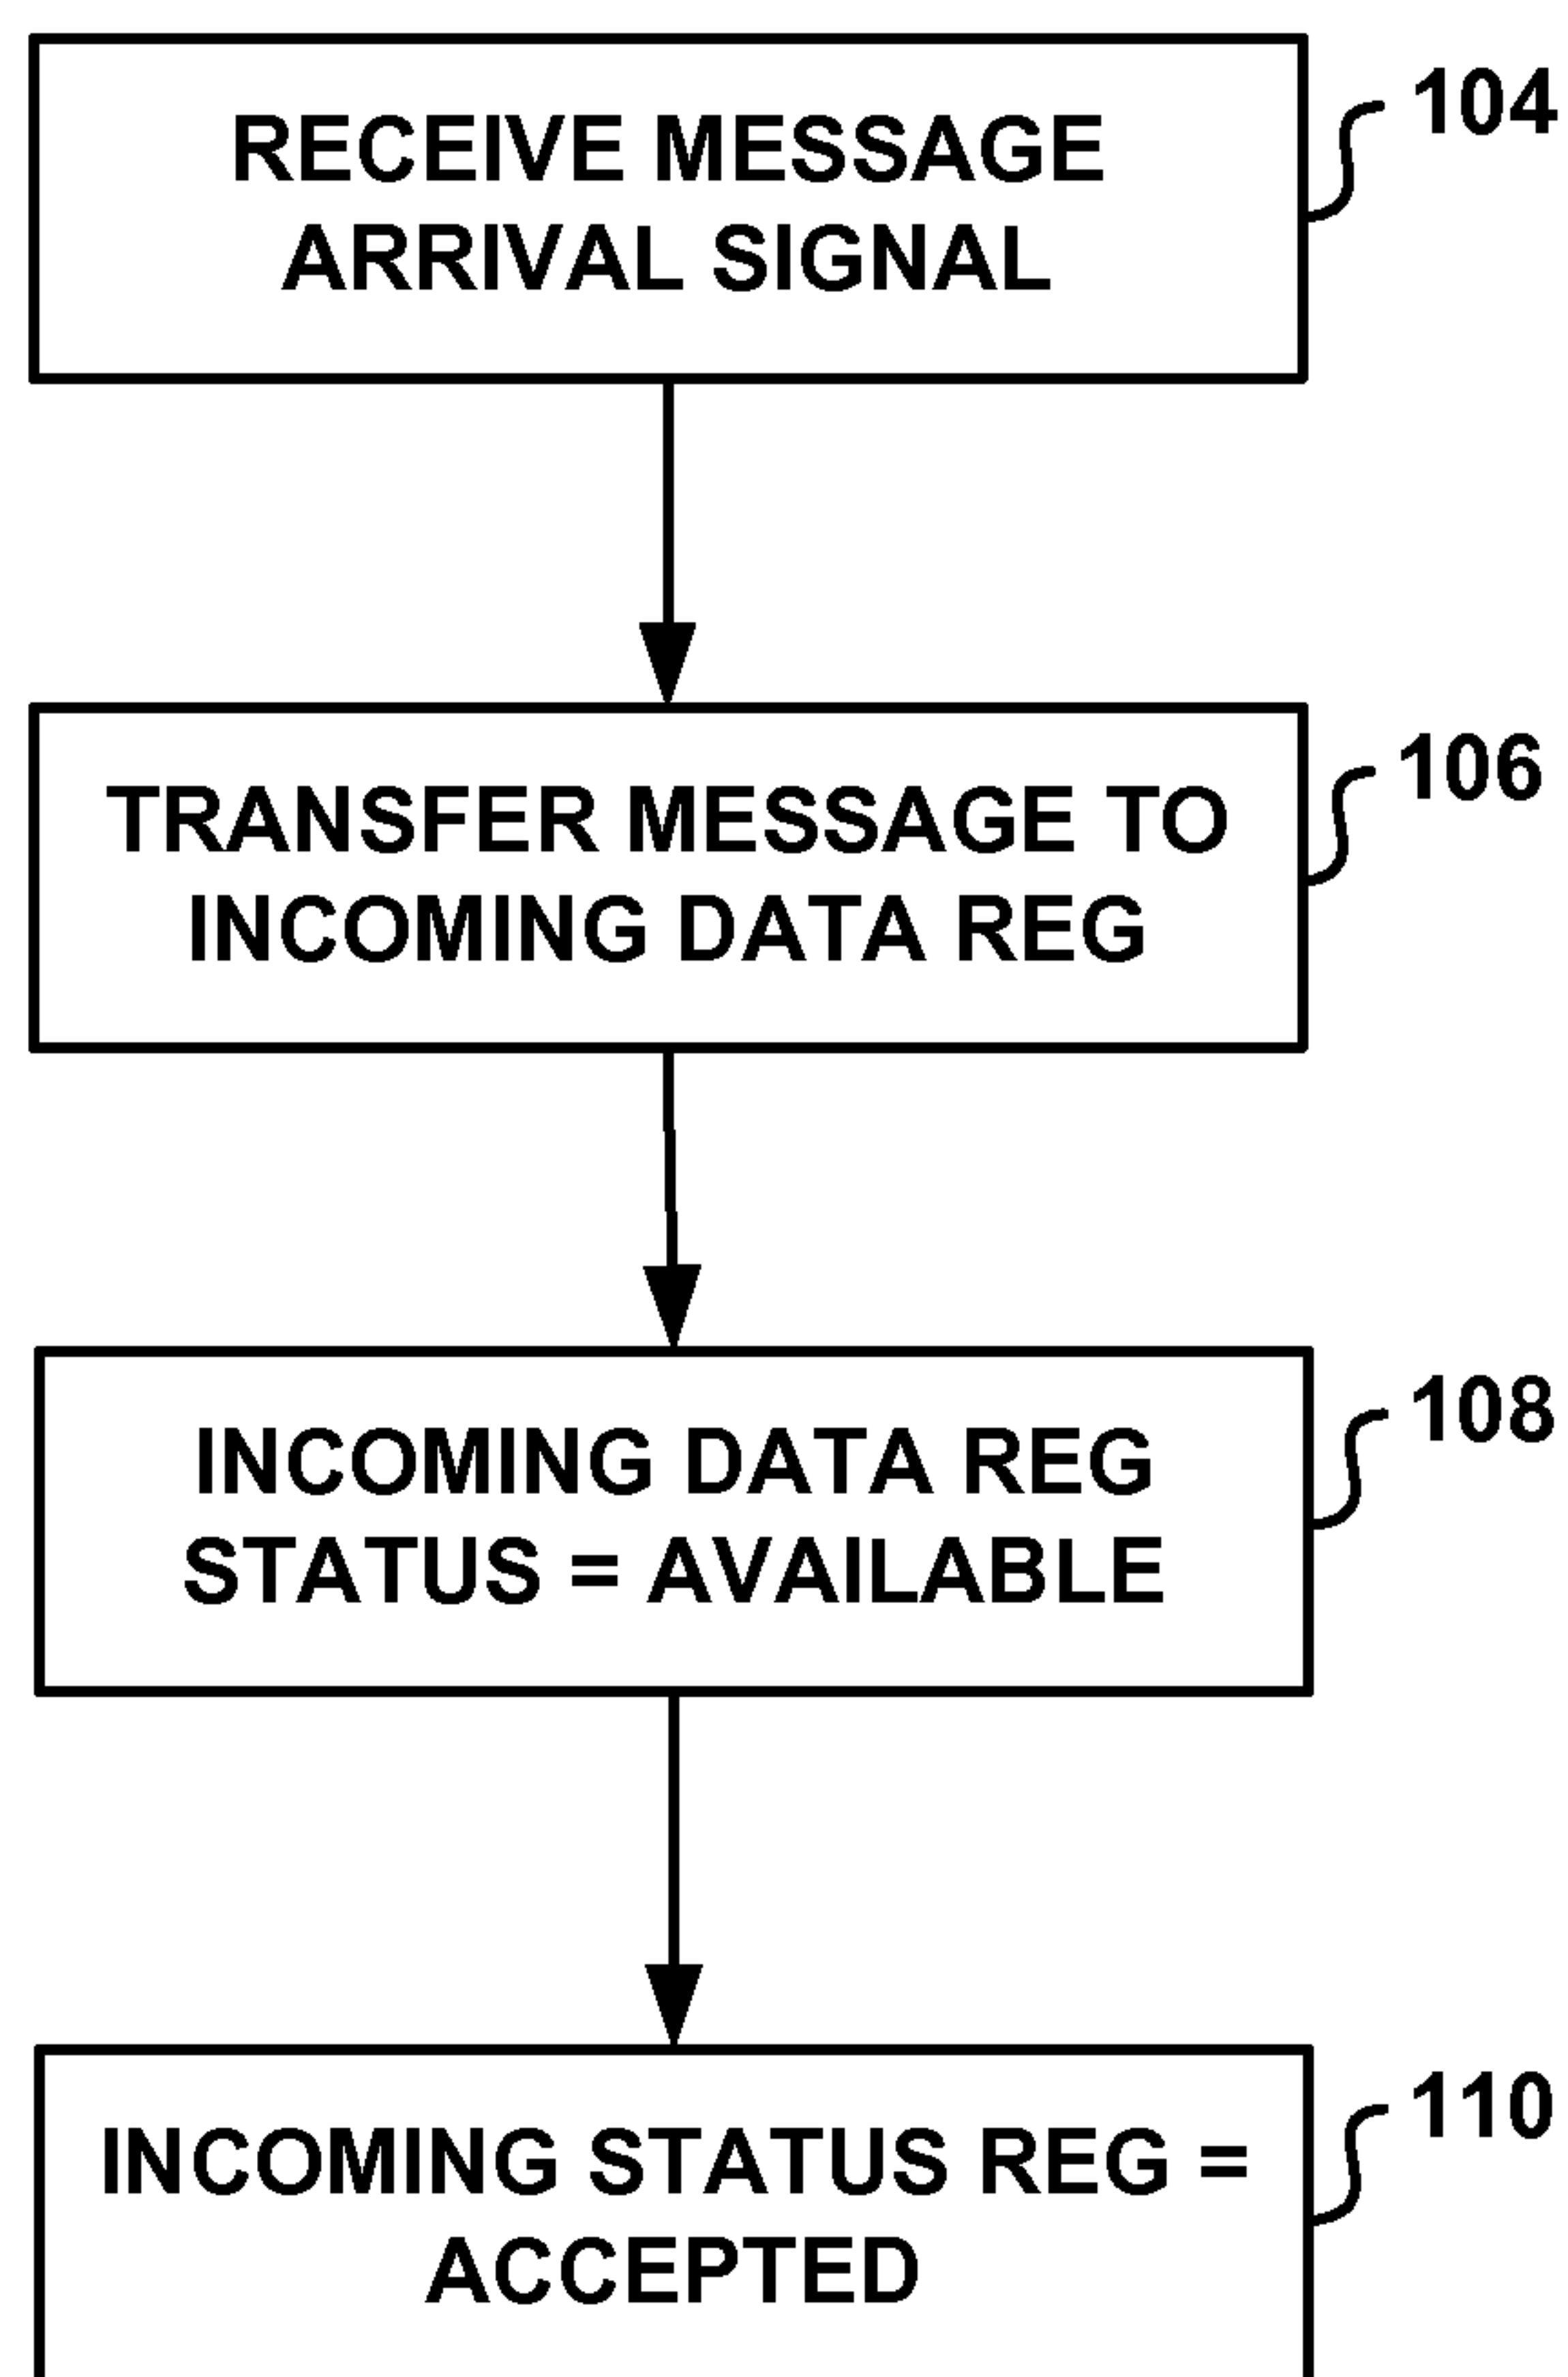 RECEIVE MESSAGE
ARRIVAL SIGNAL
104
TRANSFER MESSAGE TO
INCOMING DATA REG
106
INCOMING DATA REG
STATUS = AVAILABLE
108
INCOMING STATUS REG =
ACCEPTED
110